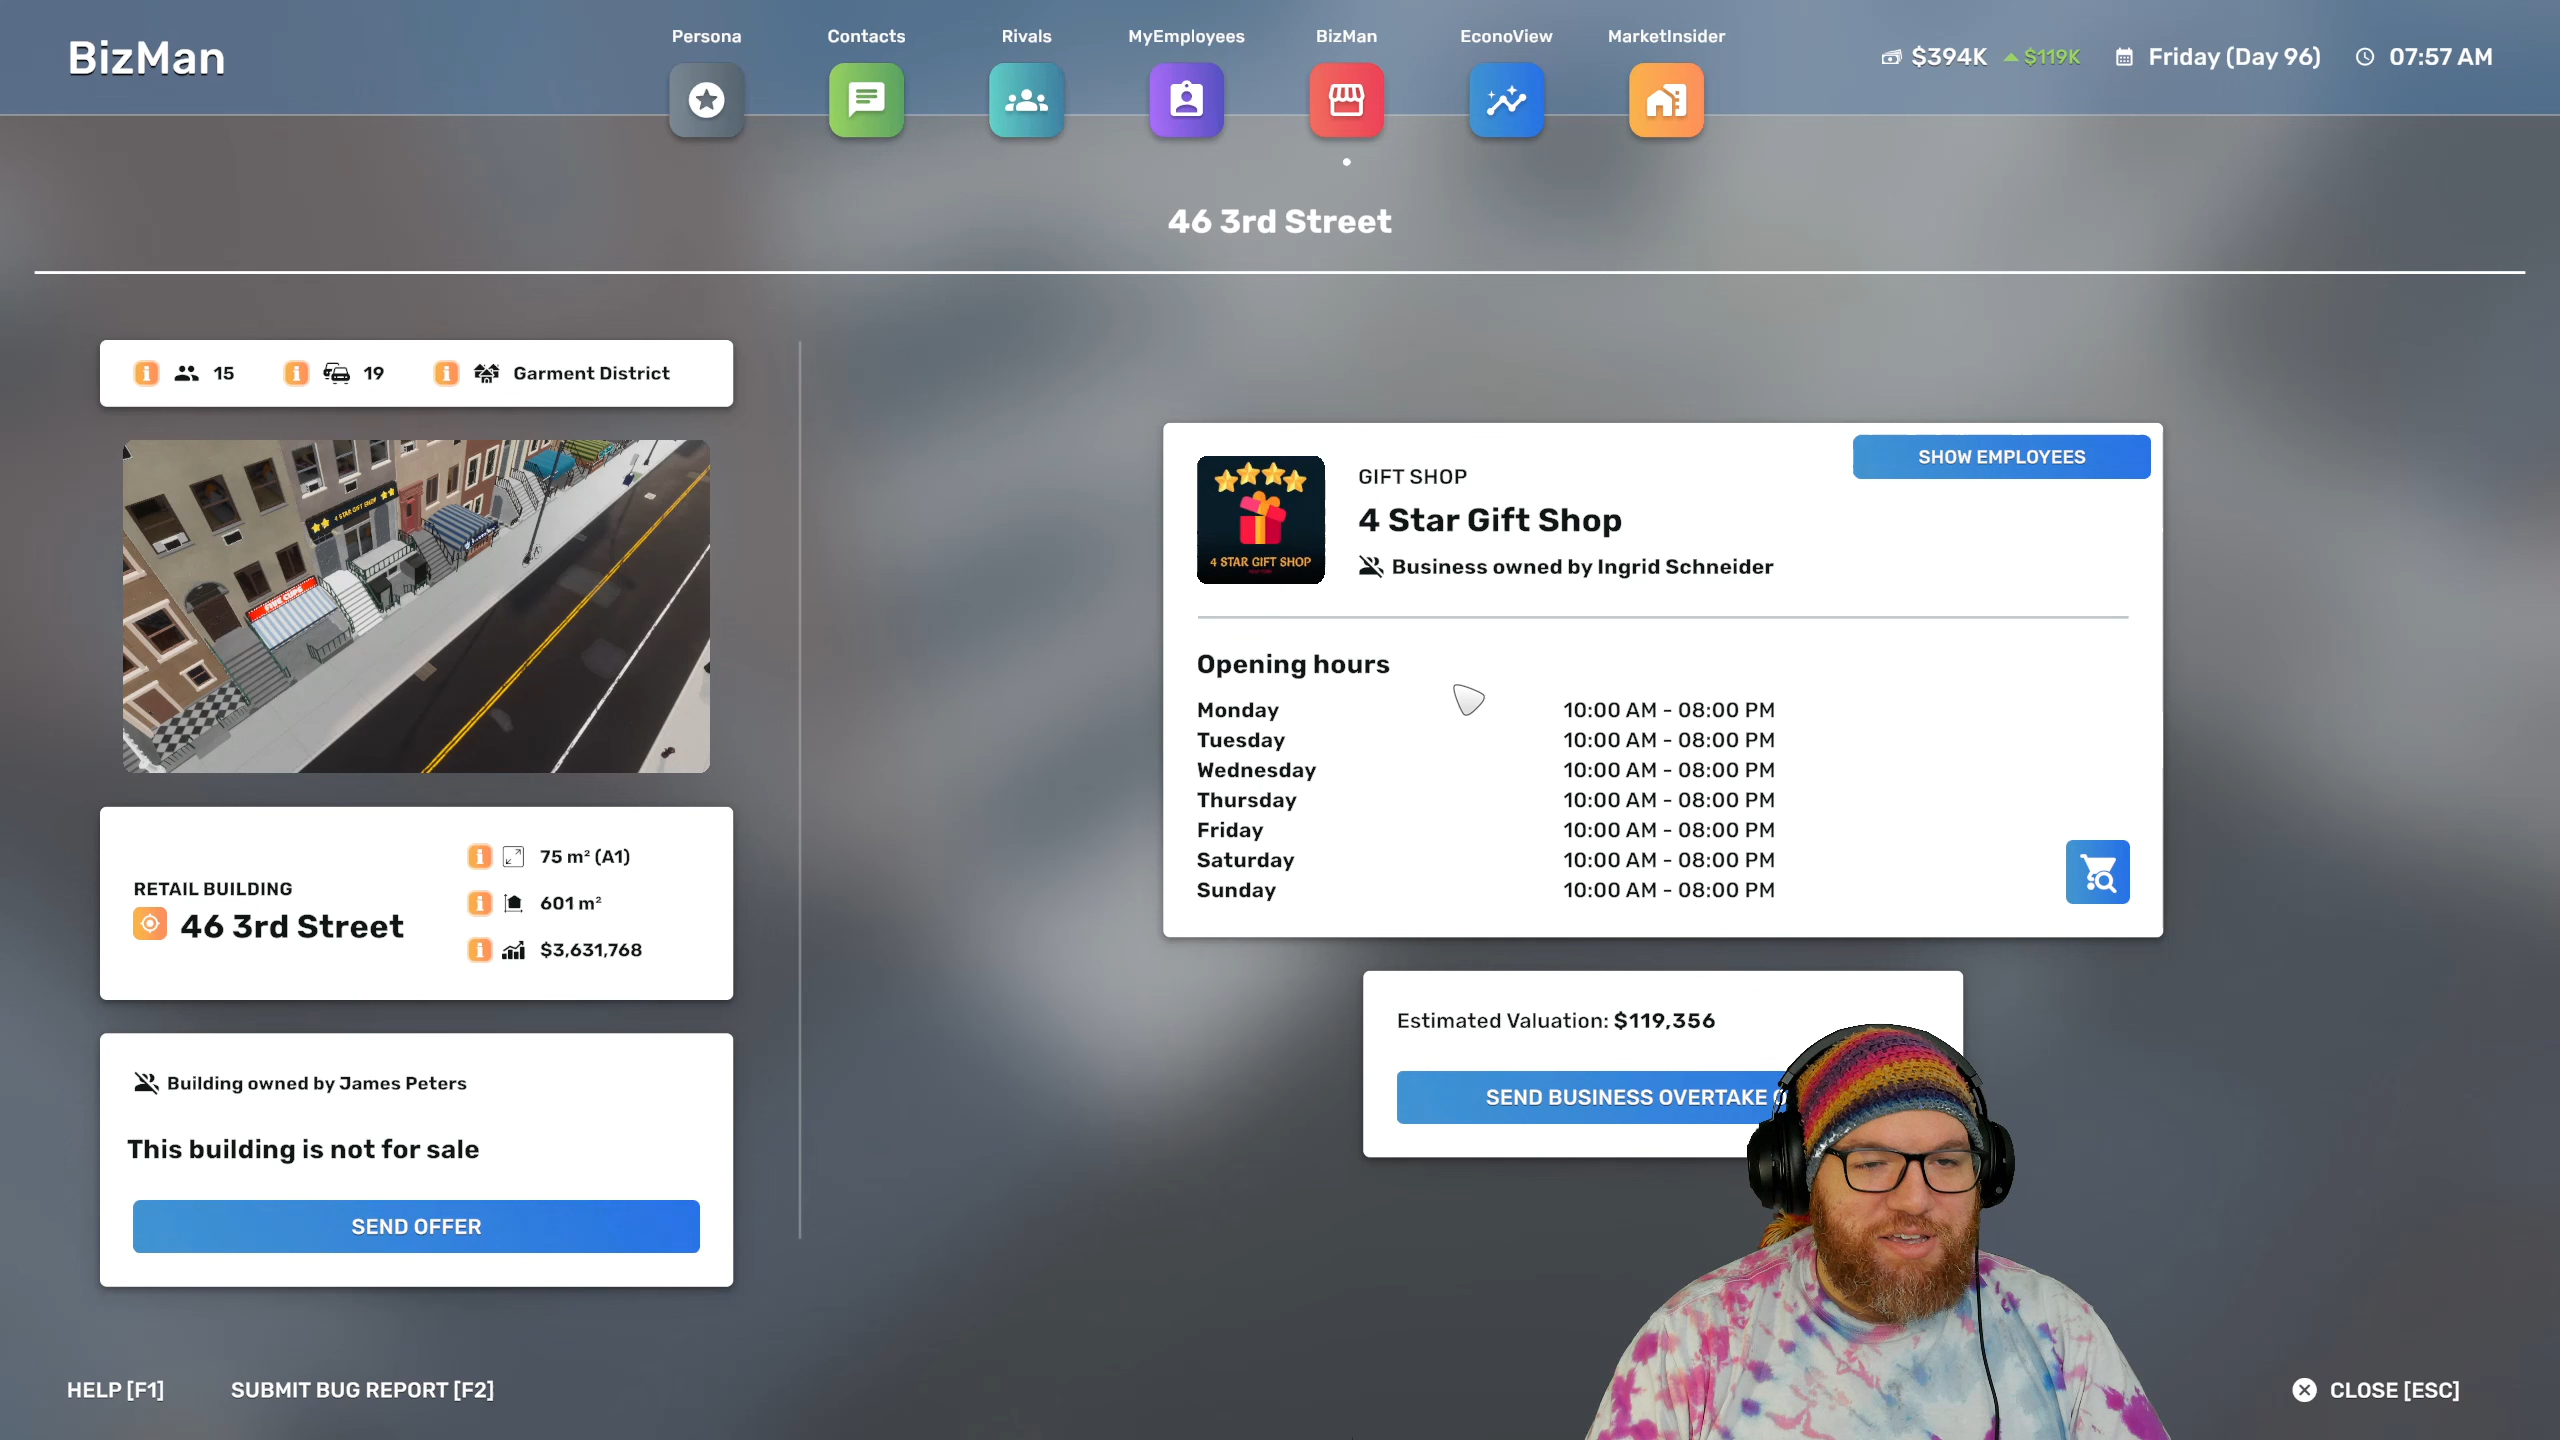 BizMan
Persona
Contacts
Rivals
MyEmployees
BizMan
EconoView
MarketInsider
$394K
$119K
Friday (Day 96)
07:57 AM
46 3rd Street
15
19
Garment District
4 STAR GIFT SHOP
RETAIL BUILDING
46 3rd Street
75 m² (A1)
601 m²
$3,631,768
Building owned by James Peters
This building is not for sale
SEND OFFER
SHOW EMPLOYEES
4 STAR GIFT SHOP
GIFT SHOP
4 Star Gift Shop
Business owned by Ingrid Schneider
Opening hours
Monday 10:00 AM - 08:00 PM
Tuesday 10:00 AM - 08:00 PM
Wednesday 10:00 AM - 08:00 PM
Thursday 10:00 AM - 08:00 PM
Friday 10:00 AM - 08:00 PM
Saturday 10:00 AM - 08:00 PM
Sunday 10:00 AM - 08:00 PM
Estimated Valuation: $119,356
SEND BUSINESS OVERTAKE
HELP [F1]
SUBMIT BUG REPORT [F2]
CLOSE [ESC]